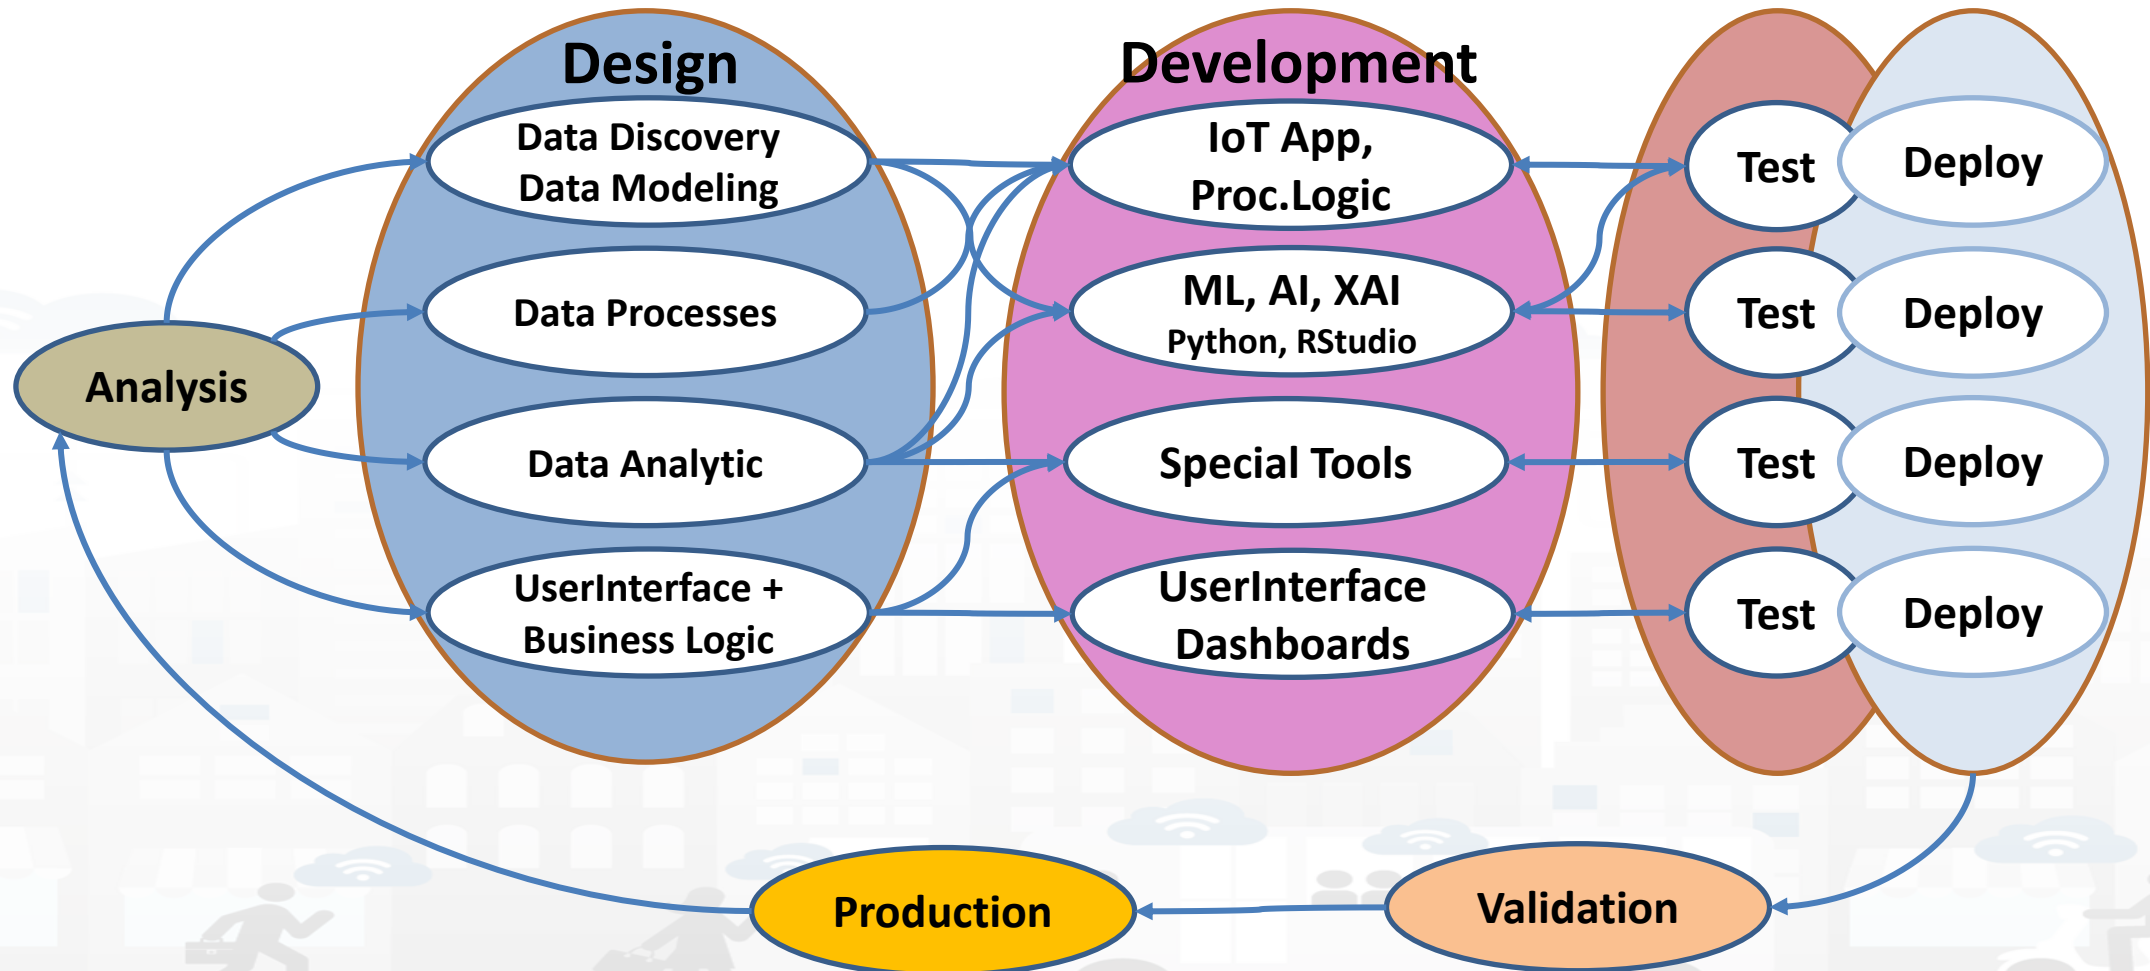 Design
Data Discovery
Data Modeling
Data Processes
Data Analytic
UserInterface +
Business Logic
Development
IoT App,
Proc.Logic
ML, AI, XAI
Python, RStudio
Special Tools
UserInterface
Dashboards
Test
Deploy
Test
Deploy
Test
Deploy
Test
Deploy
Analysis
Production
Validation